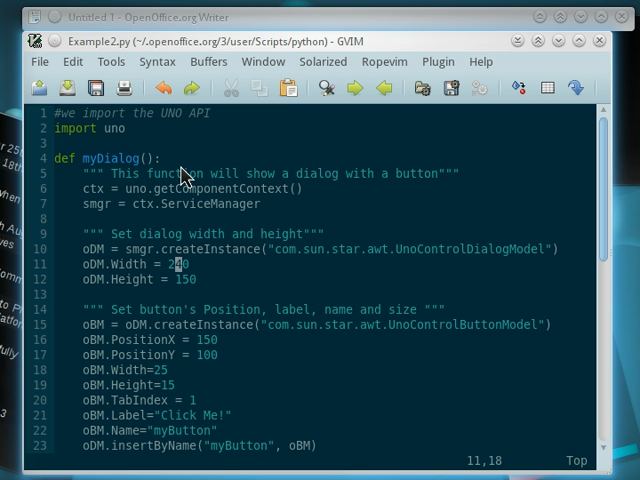 Untitled 1 - OpenOffice.org Writer
Example2.py (~/.openoffice.org/3/user/Scripts/python) - GVIM
File Edit Tools Syntax Buffers Window Solarized Ropevim Plugin Help
1 #we import the UNO API
2 import uno
3
4 def myDialog():
5 """ This function will show a dialog with a button"""
6 ctx = uno.getComponentContext()
7 smgr = ctx.ServiceManager
8
9 """ Set dialog width and height"""
10 oDM = smgr.createInstance("com.sun.star.awt.UnoControlDialogModel")
11 oDM.Width = 240
12 oDM.Height = 150
13
14 """ Set button's Position, label, name and size """
15 oBM = oDM.createInstance("com.sun.star.awt.UnoControlButtonModel")
16 oBM.PositionX = 150
17 oBM.PositionY = 100
18 oBM.Width=25
19 oBM.Height=15
20 oBM.TabIndex = 1
21 oBM.Label="Click Me!"
22 oBM.Name="myButton"
23 oDM.insertByName("myButton", oBM)
11,18 Top